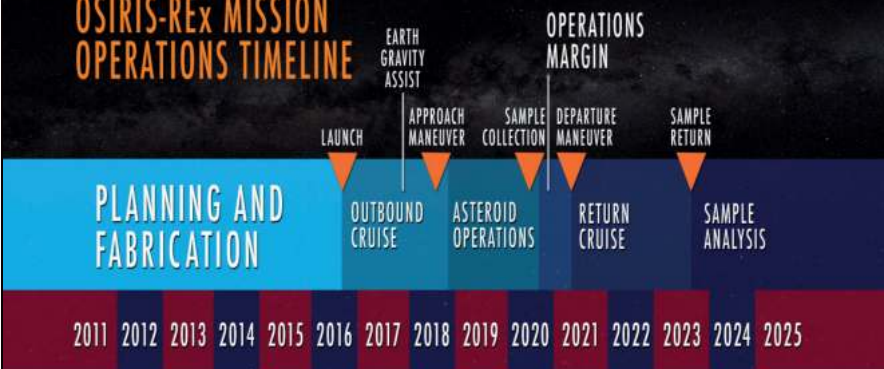 OSIRIS-REx MISSION
OPERATIONS TIMELINE
EARTH
GRAVITY
ASSIST
OPERATIONS
MARGIN
LAUNCH
APPROACH
MANEUVER
SAMPLE
COLLECTION
DEPARTURE
MANEUVER
SAMPLE
RETURN
PLANNING AND
FABRICATION
OUTBOUND
CRUISE
ASTEROID
OPERATIONS
RETURN
CRUISE
SAMPLE
ANALYSIS
2011 2012 2013 2014 2015 2016 2017 2018 2019 2020 2021 2022 2023 2024 2025